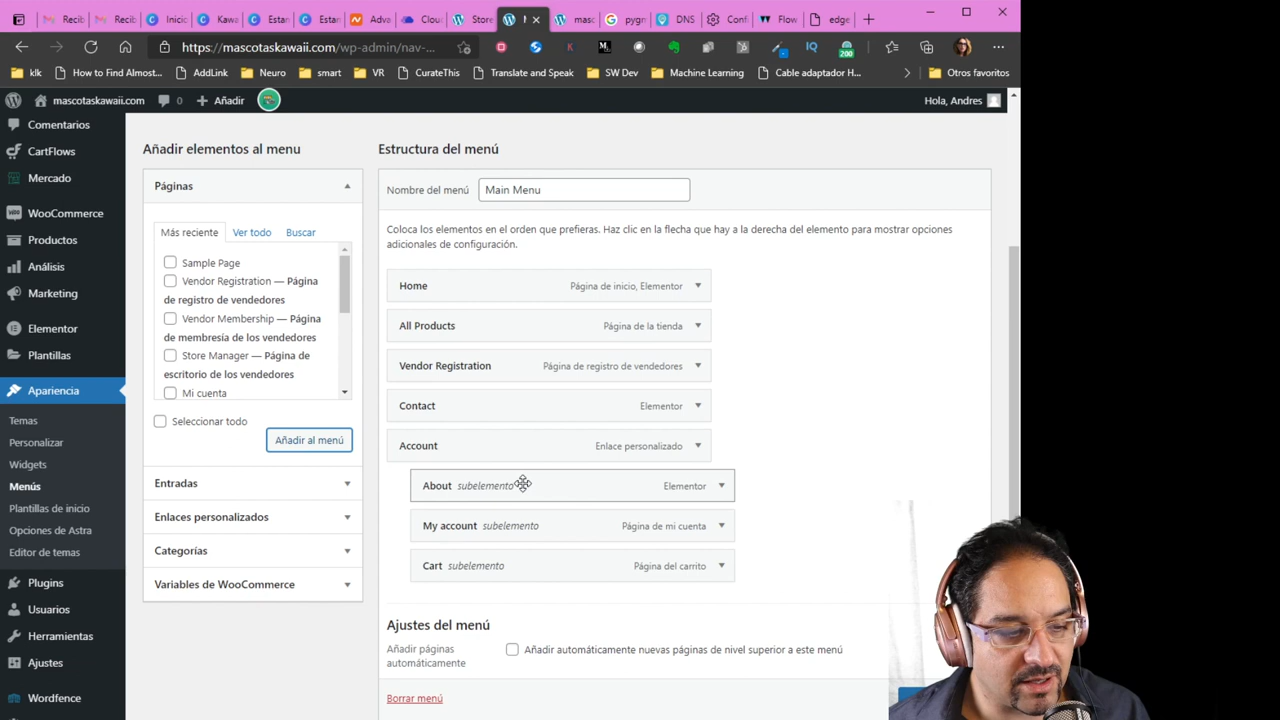 Recib
Recib
Inici
Kawa
Estan
Estan
Adva
Clou
Store
masc
pygm
DNS
Conf
Flow
edge
https://mascotaskawaii.com/wp-admin/nav-...
200
klk
How to Find Almost...
AddLink
Neuro
smart
VR
CurateThis
Translate and Speak
SW Dev
Machine Learning
Cable adaptador H...
Otros favoritos
mascotaskawaii.com
0
Añadir
Hola, Andres
Comentarios
CartFlows
Mercado
WooCommerce
Productos
Análisis
Marketing
Elementor
Plantillas
Apariencia
Temas
Personalizar
Widgets
Menús
Plantillas de inicio
Opciones de Astra
Editor de temas
Plugins
Usuarios
Herramientas
Ajustes
Wordfence
Añadir elementos al menu
Páginas
Más reciente
Ver todo
Buscar
Sample Page
Vendor Registration — Página
de registro de vendedores
Vendor Membership — Página
de membresía de los vendedores
Store Manager — Página de
escritorio de los vendedores
Mi cuenta
Seleccionar todo
Añadir al menú
Entradas
Enlaces personalizados
Categorías
Variables de WooCommerce
Estructura del menú
Nombre del menú
Main Menu
Coloca los elementos en el orden que prefieras. Haz clic en la flecha que hay a la derecha del elemento para mostrar opciones
adicionales de configuración.
Home Página de inicio, Elementor
All Products Página de la tienda
Vendor Registration Página de registro de vendedores
Contact Elementor
Account Enlace personalizado
About subelemento Elementor
My account subelemento Página de mi cuenta
Cart subelemento Página del carrito
Ajustes del menú
Añadir páginas
automáticamente
Añadir automáticamente nuevas páginas de nivel superior a este menú
Borrar menú